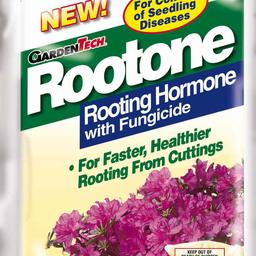 NEW!
For Control
of Seedling
Diseases
GARDENTECH
Rootone
Rooting Hormone
with Fungicide
• For Faster, Healthier
Rooting From Cuttings
KEEP OUT OF